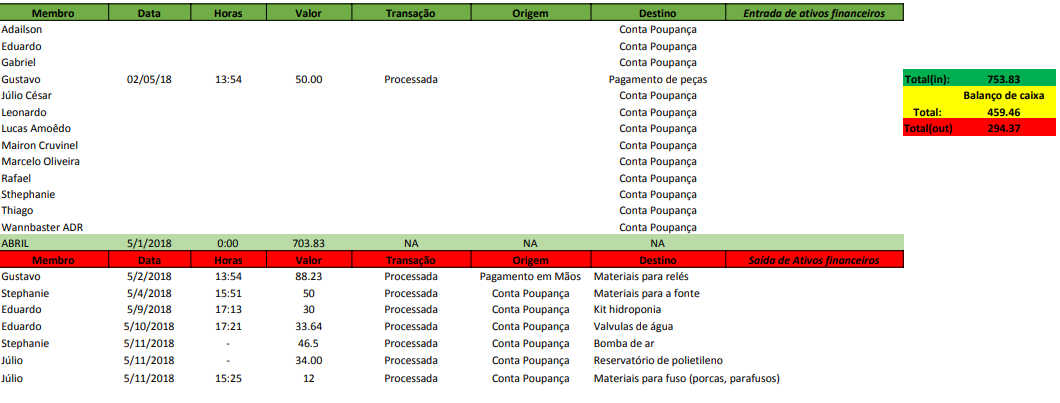 Membro Data Horas Valor Transação Origem Destino Entrada de ativos financeiros
Adailson Conta Poupança
Eduardo Conta Poupança
Gabriel Conta Poupança
Gustavo 02/05/18 13:54 50.00 Processada Pagamento de peças Total(in): 753.83
Júlio César Conta Poupança Balanço de caixa
Leonardo Conta Poupança Total: 459.46
Lucas Amoêdo Conta Poupança Total(out) 294.37
Mairon Cruvinel Conta Poupança
Marcelo Oliveira Conta Poupança
Rafael Conta Poupança
Sthephanie Conta Poupança
Thiago Conta Poupança
Wannbaster ADR Conta Poupança
ABRIL 5/1/2018 0:00 703.83 NA NA NA
Membro Data Horas Valor Transação Origem Destino Saída de Ativos financeiros
Gustavo 5/2/2018 13:54 88.23 Processada Pagamento em Mãos Materiais para relés
Stephanie 5/4/2018 15:51 50 Processada Conta Poupança Materiais para a fonte
Eduardo 5/9/2018 17:13 30 Processada Conta Poupança Kit hidroponia
Eduardo 5/10/2018 17:21 33.64 Processada Conta Poupança Valvulas de água
Stephanie 5/11/2018 - 46.5 Processada Conta Poupança Bomba de ar
Júlio 5/11/2018 - 34.00 Processada Conta Poupança Reservatório de polietileno
Júlio 5/11/2018 15:25 12 Processada Conta Poupança Materiais para fuso (porcas, parafusos)